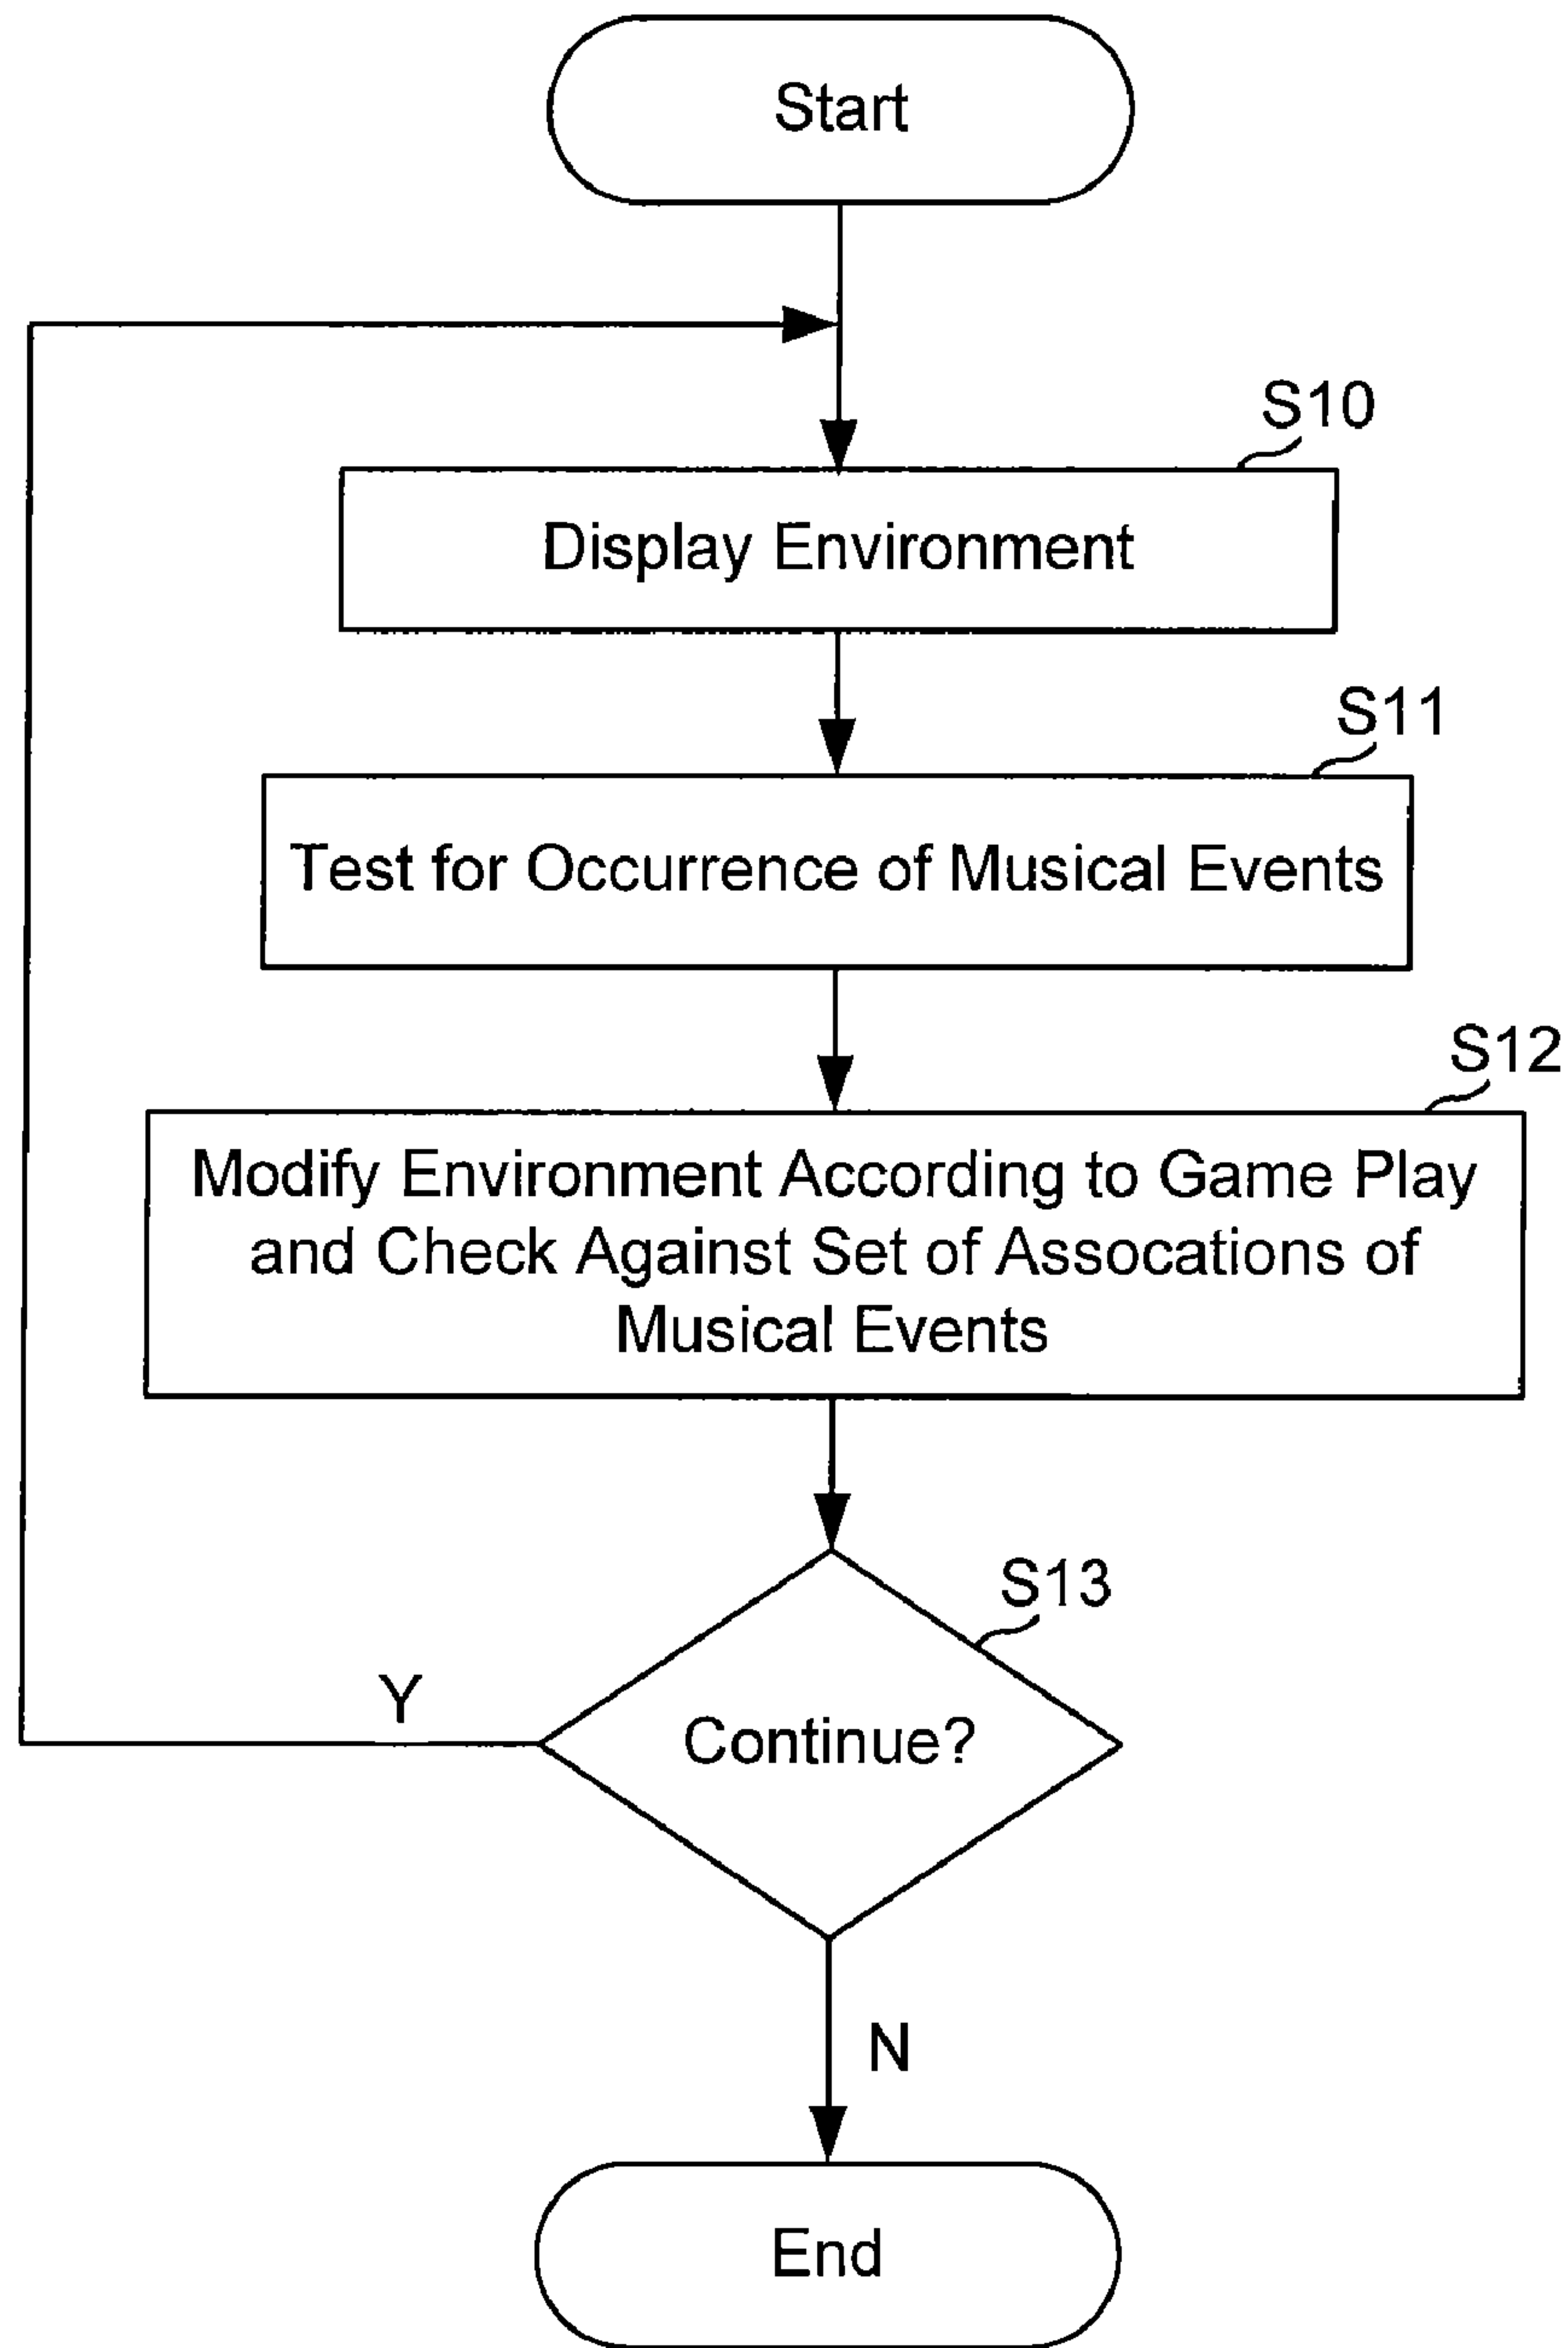 Start
S10
Display Environment
S11
Test for Occurrence of Musical Events
S12
Modify Environment According to Game Play
and Check Against Set of Assocations of
Musical Events
S13
Continue?
Y
N
End